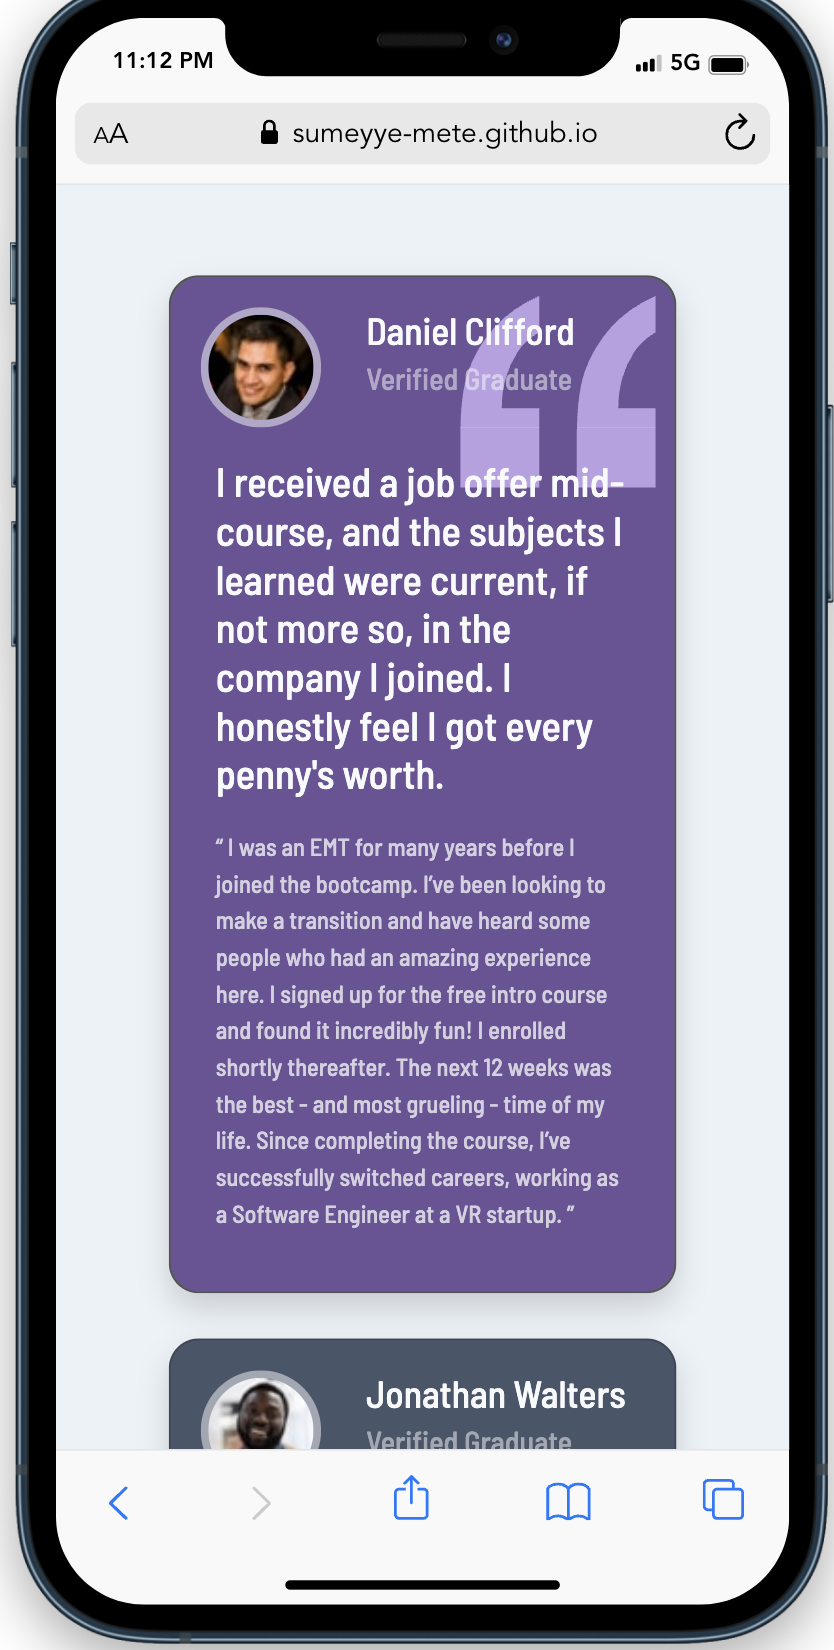 11:12 PM
5G
AA
sumeyye-mete.github.io
Daniel Clifford
Verified Graduate
I received a job offer mid-
course, and the subjects I
learned were current, if
not more so, in the
company I joined. I
honestly feel I got every
penny's worth.
“ I was an EMT for many years before I
joined the bootcamp. I’ve been looking to
make a transition and have heard some
people who had an amazing experience
here. I signed up for the free intro course
and found it incredibly fun! I enrolled
shortly thereafter. The next 12 weeks was
the best - and most grueling - time of my
life. Since completing the course, I’ve
successfully switched careers, working as
a Software Engineer at a VR startup. ”
Jonathan Walters
Verified Graduate